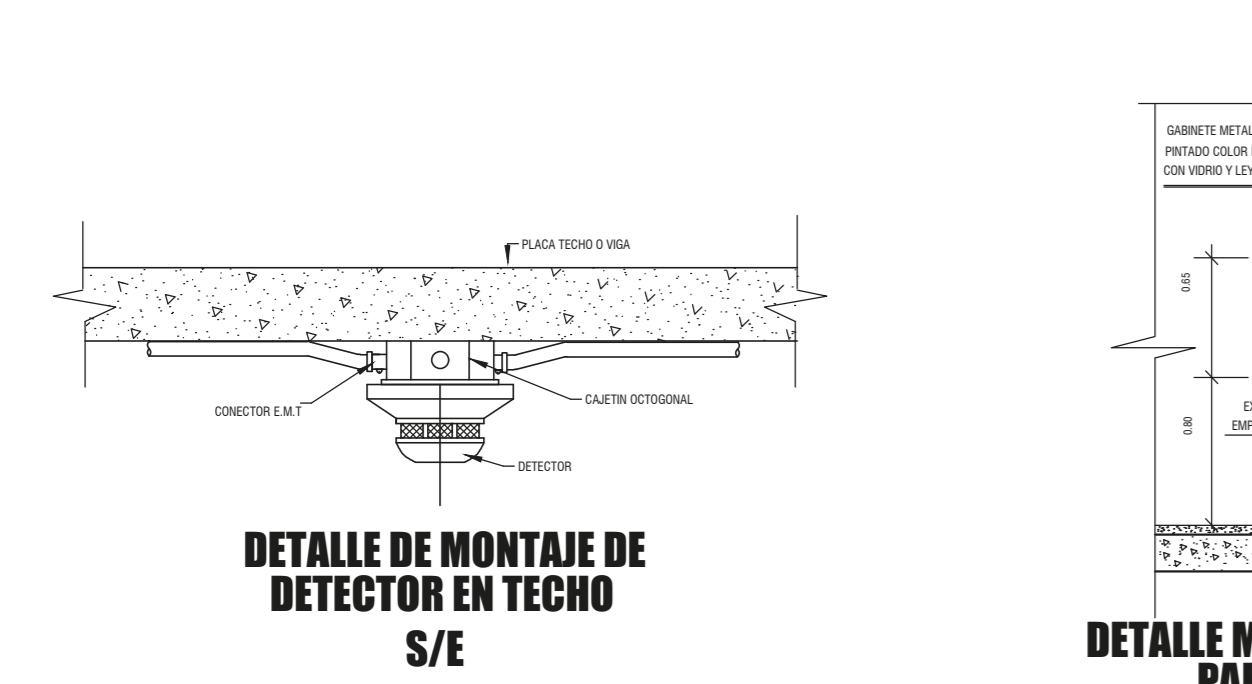 PLACA TECHO O VIGA
CONECTOR E.M.T
CAJETIN OCTOGONAL
DETECTOR
DETALLE DE MONTAJE DE
DETECTOR EN TECHO
S/E
GABINETE METAL
PINTADO COLOR
CON VIDRIO Y LEY
0.65
0.80
EX
EMP
DETALLE M